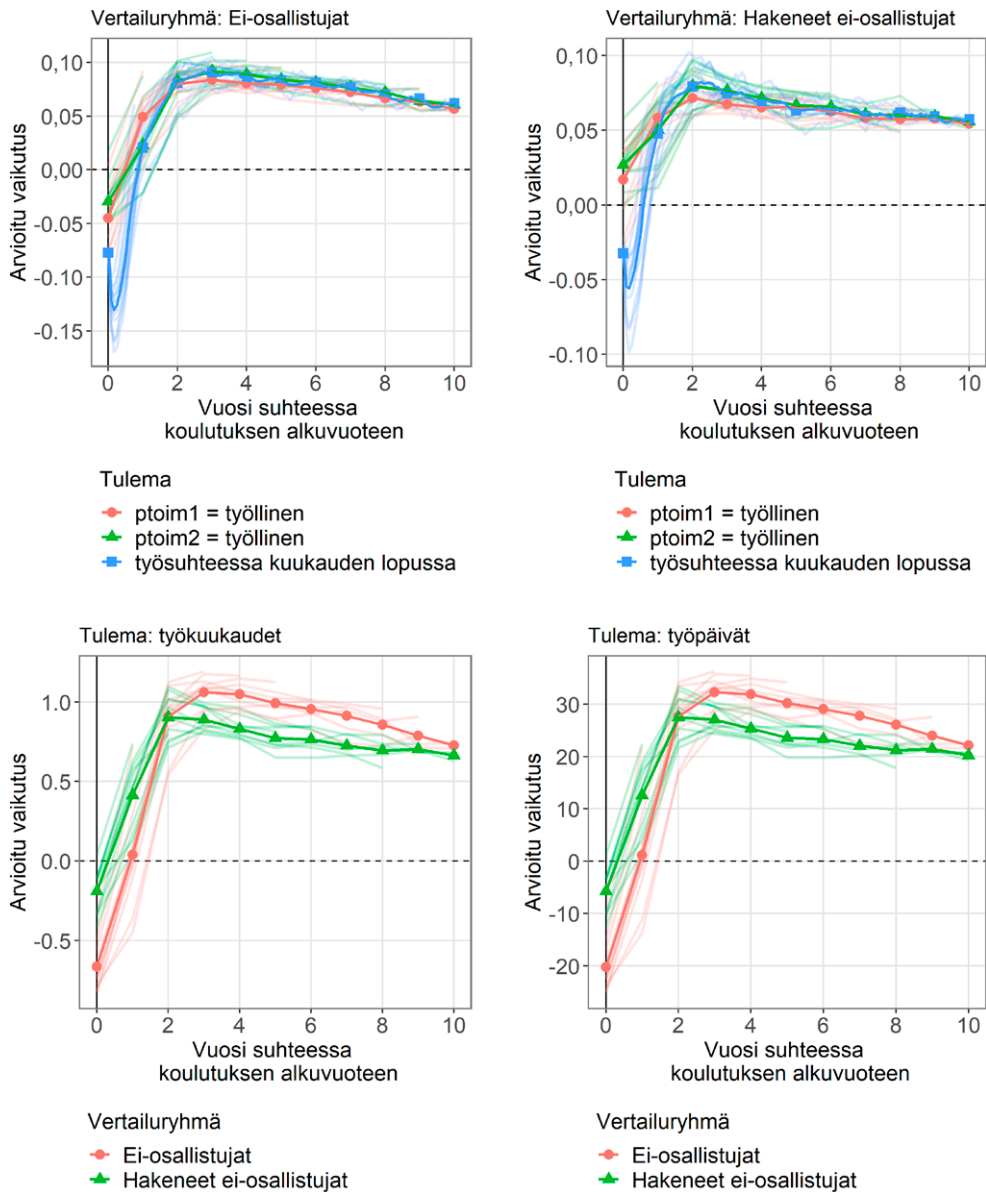 Vertailuryhmä: Ei-osallistujat
0,10
0,05
0,00
-0.05
-0.10
-0.15
Arvioitu vaikutus
0 2 4 6 8 10
Vuosi suhteessa
koulutuksen alkuvuoteen
Tulema
ptoim1 = työllinen
ptoim2 = työllinen
työsuhteessa kuukauden lopussa
Vertailuryhmä: Hakeneet ei-osallistujat
0,10
0,05
0,00
-0.05
-0.10
Arvioitu vaikutus
0 2 4 6 8 10
Vuosi suhteessa
koulutuksen alkuvuoteen
Tulema
ptoim1 = työllinen
ptoim2 = työllinen
työsuhteessa kuukauden lopussa
Tulema: työkuukaudet
1.0
0.5
0.0
-0.5
Arvioitu vaikutus
0 2 4 6 8 10
Vuosi suhteessa
koulutuksen alkuvuoteen
Vertailuryhmä
Ei-osallistujat
Hakeneet ei-osallistujat
Tulema: työpäivät
30
20
10
0
-10
-20
Arvioitu vaikutus
0 2 4 6 8 10
Vuosi suhteessa
koulutuksen alkuvuoteen
Vertailuryhmä
Ei-osallistujat
Hakeneet ei-osallistujat